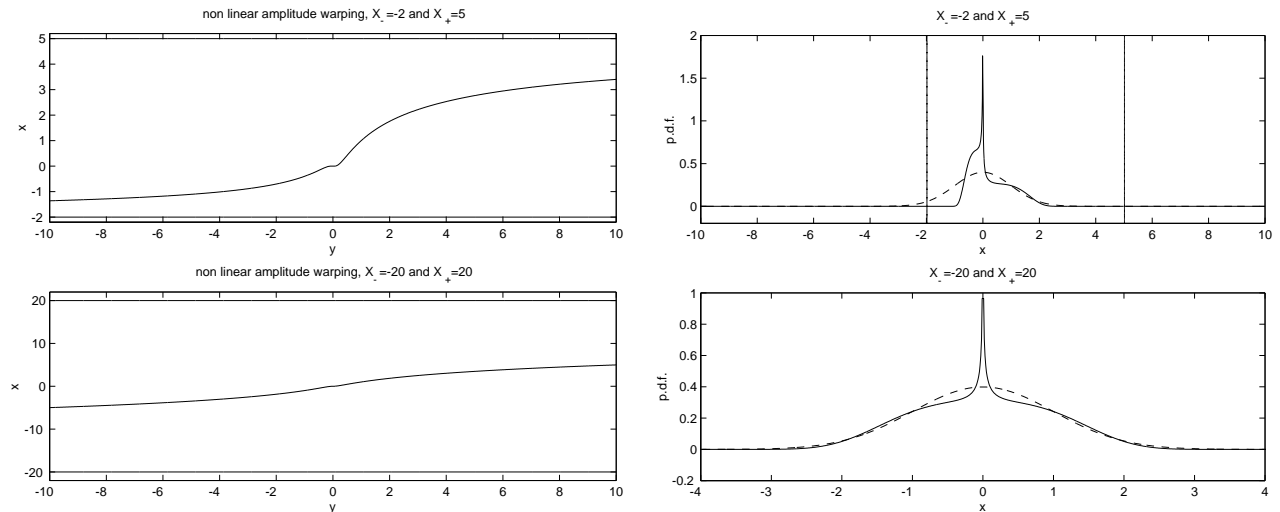 non linear amplitude warping, X_-=-2 and X_+=5
5
4
3
2
1
0
-1
-2
x
-10 -8 -6 -4 -2 0 2 4 6 8 10
y
X_-=-2 and X_+=5
2
1.5
1
0.5
0
p.d.f.
-10 -8 -6 -4 -2 0 2 4 6 8 10
x
non linear amplitude warping, X_-=-20 and X_+=20
20
10
0
-10
-20
x
-10 -8 -6 -4 -2 0 2 4 6 8 10
y
X_-=-20 and X_+=20
1
0.8
0.6
0.4
0.2
0
-0.2
p.d.f.
-4 -3 -2 -1 0 1 2 3 4
x